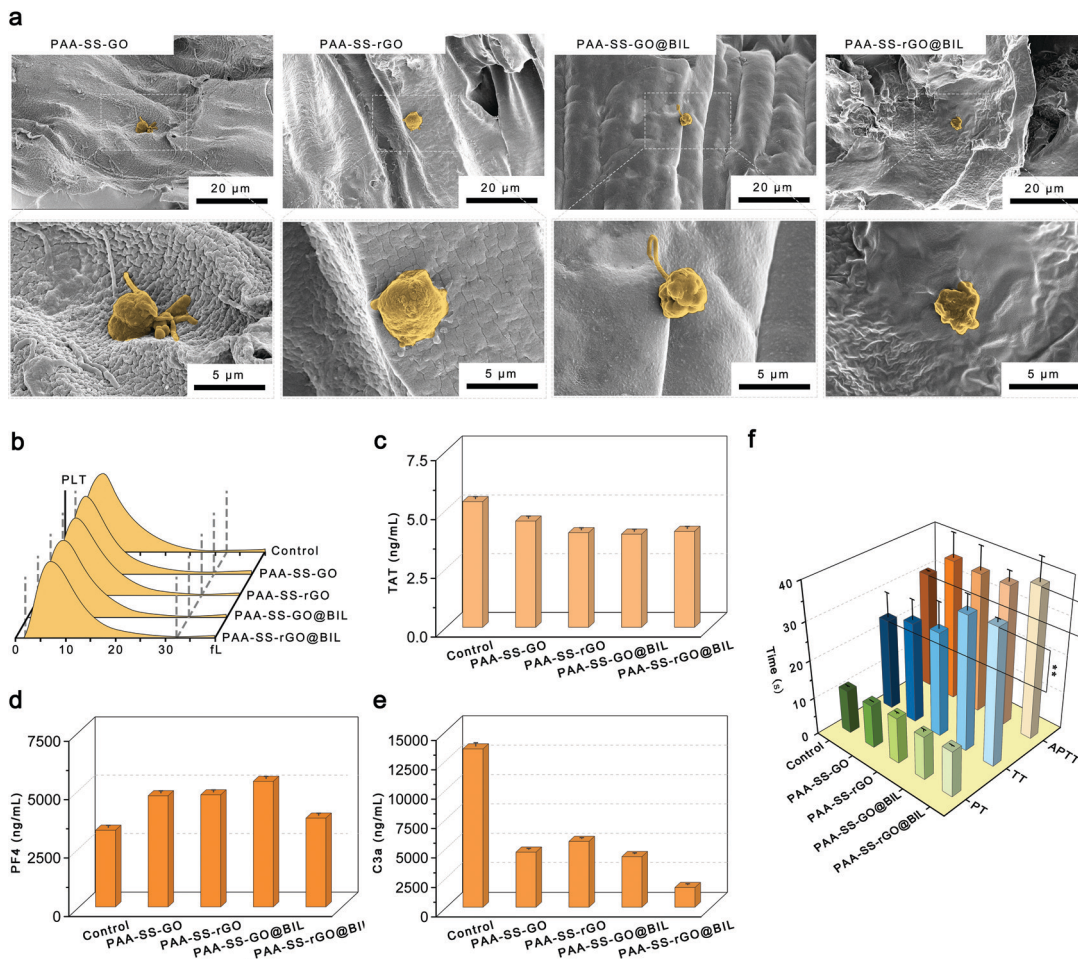 a
PAA-SS-GO
PAA-SS-rGO
PAA-SS-GO@BIL
PAA-SS-rGO@BIL
20 μm
20 μm
20 μm
20 μm
5 μm
5 μm
5 μm
5 μm
b
PLT
Control
PAA-SS-GO
PAA-SS-rGO
PAA-SS-GO@BIL
PAA-SS-rGO@BIL
0 10 20 30 fL
c
TAT (ng/mL)
7.5
5.0
2.5
0.0
Control
PAA-SS-GO
PAA-SS-rGO
PAA-SS-GO@BIL
PAA-SS-rGO@BIL
d
PF4 (ng/mL)
7500
5000
2500
0
Control
PAA-SS-GO
PAA-SS-rGO
PAA-SS-GO@BIL
PAA-SS-rGO@BIL
e
C3a (ng/mL)
15000
12500
10000
7500
5000
2500
0
Control
PAA-SS-GO
PAA-SS-rGO
PAA-SS-GO@BIL
PAA-SS-rGO@BIL
f
Time (s)
40
30
20
10
0
**
Control
PAA-SS-GO
PAA-SS-rGO
PAA-SS-GO@BIL
PAA-SS-rGO@BIL
PT
TT
APTT